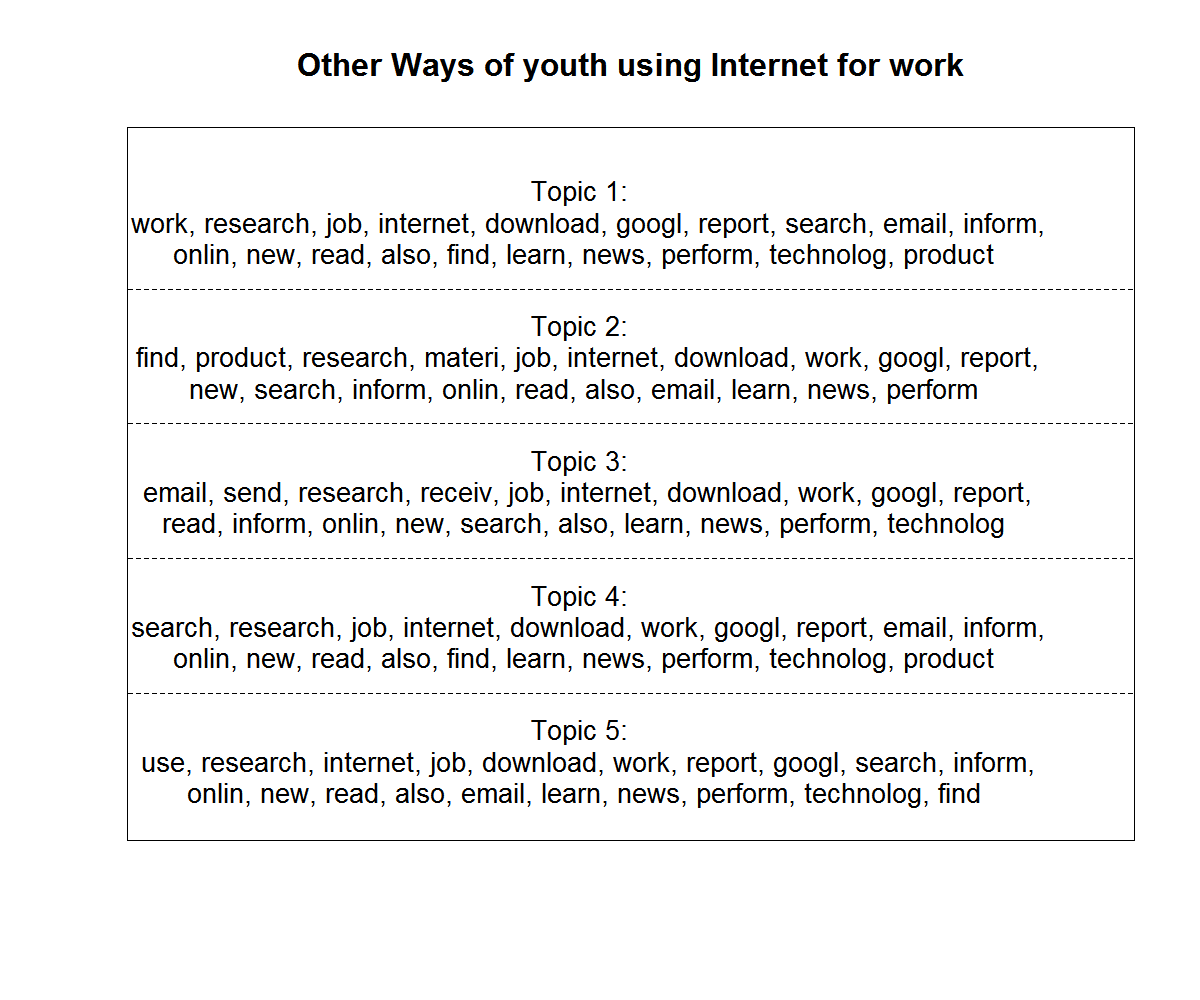 Other Ways of youth using Internet for work
Topic 1:
work, research, job, internet, download, googl, report, search, email, inform,
onlin, new, read, also, find, learn, news, perform, technolog, product
Topic 2:
find, product, research, materi, job, internet, download, work, googl, report,
new, search, inform, onlin, read, also, email, learn, news, perform
Topic 3:
email, send, research, receiv, job, internet, download, work, googl, report,
read, inform, onlin, new, search, also, learn, news, perform, technolog
Topic 4:
search, research, job, internet, download, work, googl, report, email, inform,
onlin, new, read, also, find, learn, news, perform, technolog, product
Topic 5:
use, research, internet, job, download, work, report, googl, search, inform,
onlin, new, read, also, email, learn, news, perform, technolog, find